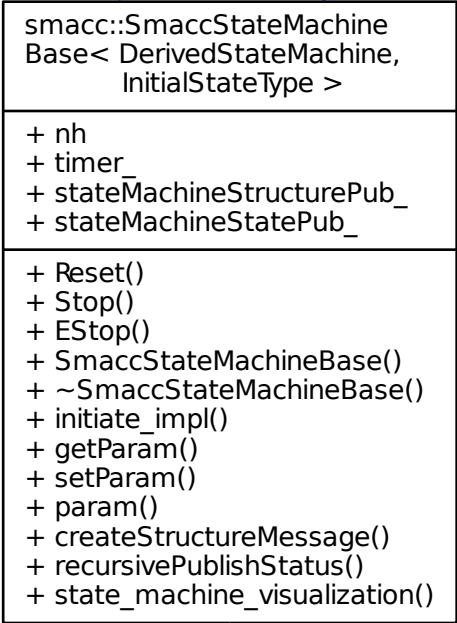 smacc::SmaccStateMachine
Base< DerivedStateMachine,
InitialStateType >
+ nh
+ timer_
+ stateMachineStructurePub_
+ stateMachineStatePub_
+ Reset()
+ Stop()
+ EStop()
+ SmaccStateMachineBase()
+ ~SmaccStateMachineBase()
+ initiate_impl()
+ getParam()
+ setParam()
+ param()
+ createStructureMessage()
+ recursivePublishStatus()
+ state_machine_visualization()